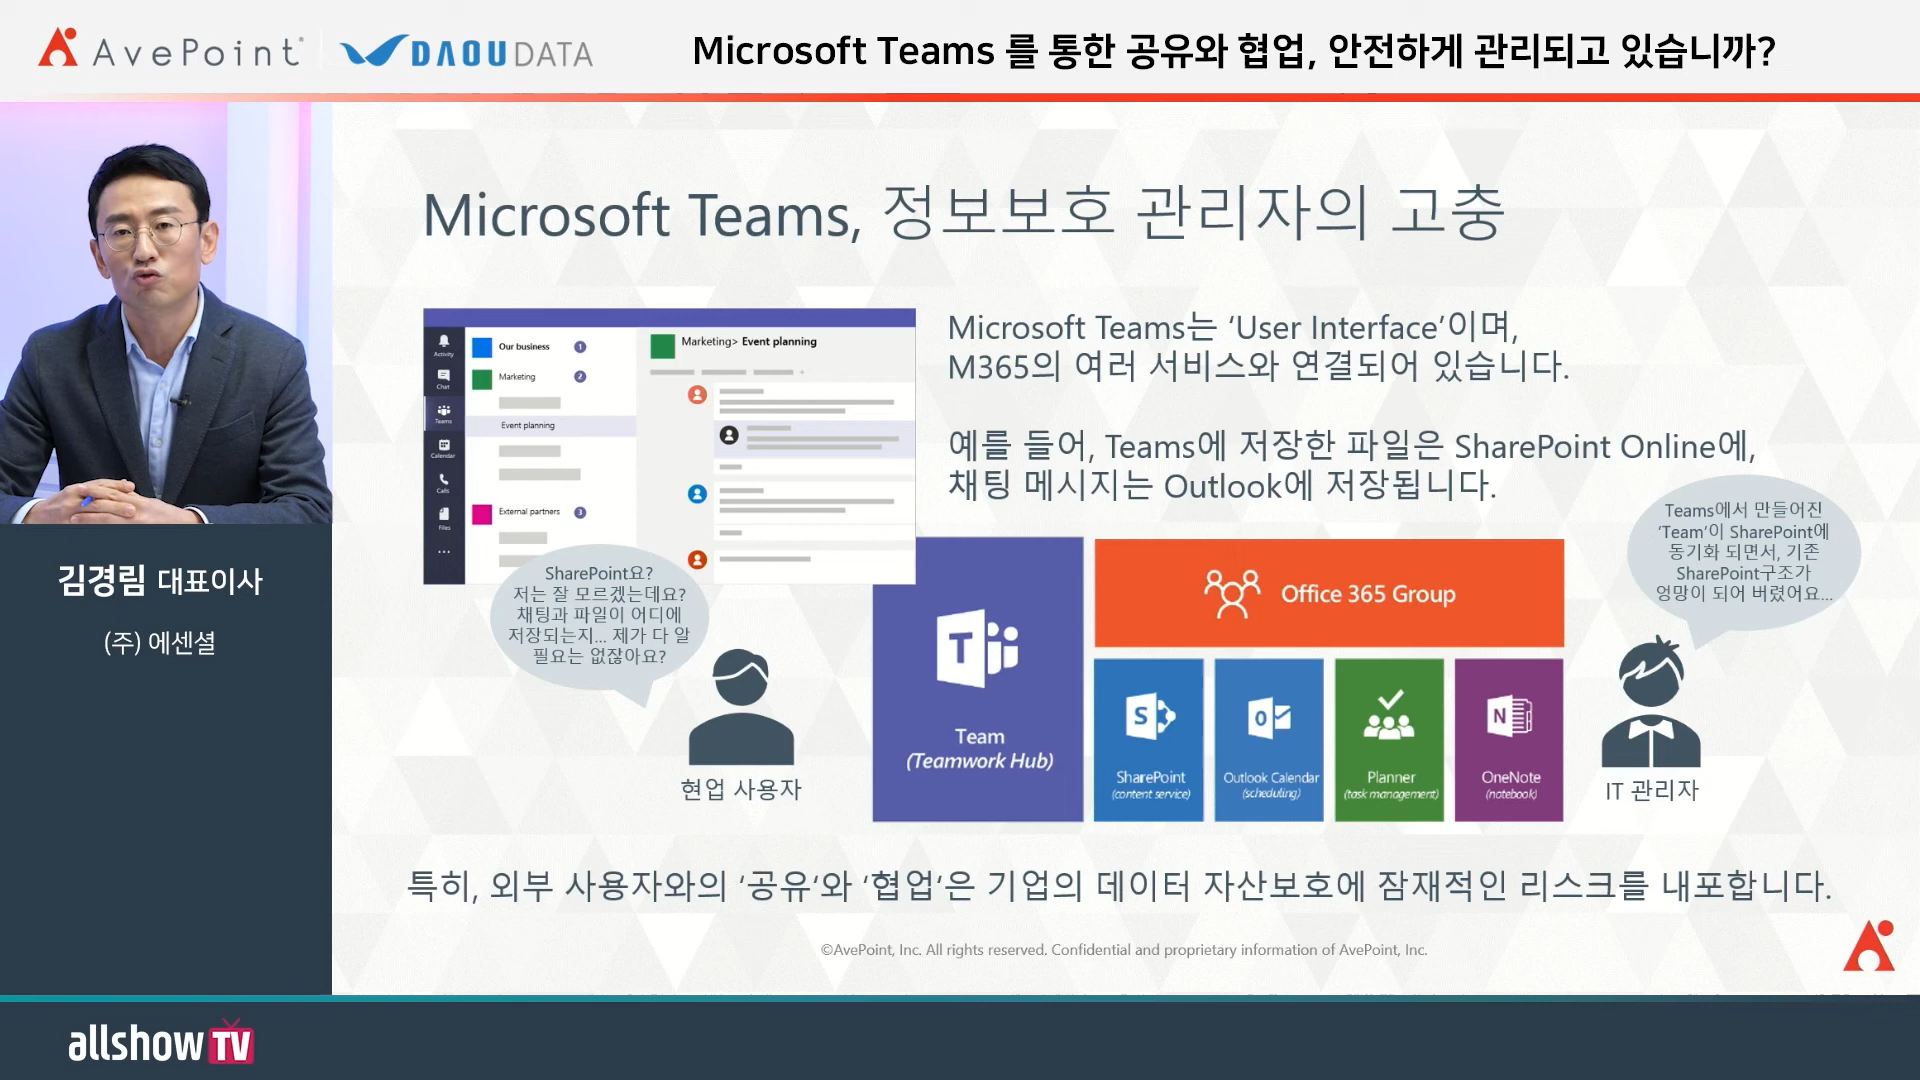 AvePoint
DAOU DATA
Microsoft Teams 를 통한 공유와 협업, 안전하게 관리되고 있습니까?
김경림 대표이사
(주) 에센셜
Microsoft Teams, 정보보호 관리자의 고충
Activity
Chat
Teams
Calendar
Calls
Files
Our business 1
Marketing 2
Event planning
External partners 3
Marketing> Event planning
Microsoft Teams는 ‘User Interface’이며,
M365의 여러 서비스와 연결되어 있습니다.
예를 들어, Teams에 저장한 파일은 SharePoint Online에,
채팅 메시지는 Outlook에 저장됩니다.
SharePoint요?
저는 잘 모르겠는데요?
채팅과 파일이 어디에
저장되는지... 제가 다 알
필요는 없잖아요?
현업 사용자
T
Team
(Teamwork Hub)
Office 365 Group
S
SharePoint
(content service)
O
Outlook Calendar
(scheduling)
Planner
(task management)
N
OneNote
(notebook)
Teams에서 만들어진
‘Team’이 SharePoint에
동기화 되면서, 기존
SharePoint구조가
엉망이 되어 버렸어요...
IT 관리자
특히, 외부 사용자와의 ‘공유‘와 ‘협업‘은 기업의 데이터 자산보호에 잠재적인 리스크를 내포합니다.
©AvePoint, Inc. All rights reserved. Confidential and proprietary information of AvePoint, Inc.
allshow TV